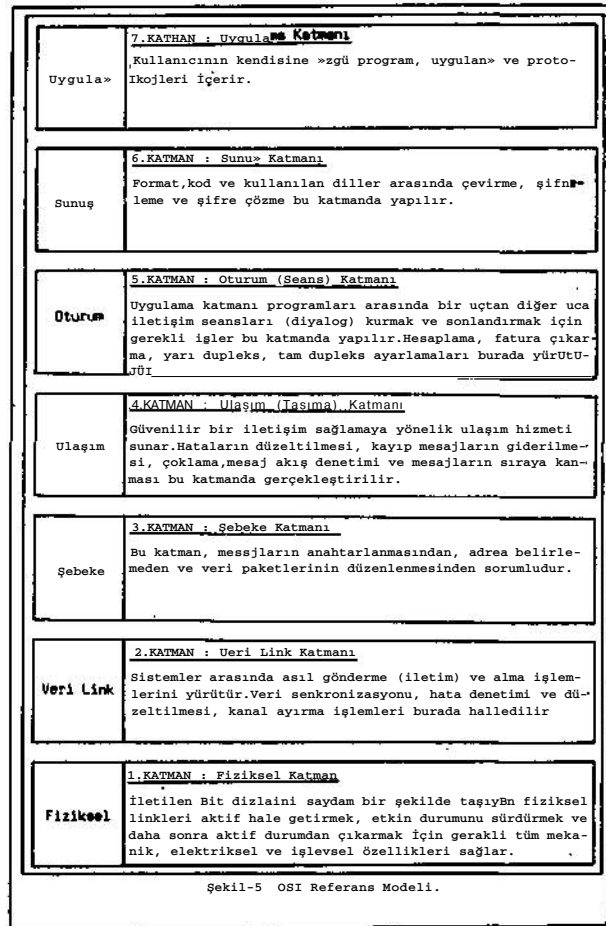 7.KATHAN : Uygulama Katmanı
Uygula»
Kullanıcının kendisine »zgü program, uygulan» ve proto-
Ikojleri İçerir.
6.KATMAN : Sunu» Katmanı
Sunuş
Format,kod ve kullanılan diller arasında çevirme, şifre-
leme ve şifre çözme bu katmanda yapılır.
5.KATMAN : Oturum (Seans) Katmanı
Oturum
Uygulama katmanı programları arasında bir uçtan diğer uca
iletişim seansları (diyalog) kurmak ve sonlandırmak için
gerekli işler bu katmanda yapılır.Hesaplama, fatura çıkar-
ma, yarı dupleks, tam dupleks ayarlamaları burada yürUtU-
JÜI
4.KATMAN : Ulaşım (Taşıma) Katmanı
Ulaşım
Güvenilir bir iletişim sağlamaya yönelik ulaşım hizmeti
sunar.Hataların düzeltilmesi, kayıp mesajların giderilme-
si, çoklama,mesaj akış denetimi ve mesajların sıraya kan-
ması bu katmanda gerçekleştirilir.
3.KATMAN : Şebeke Katmanı
Şebeke
Bu katman, messjların anahtarlanmasından, adrea belirle-
meden ve veri paketlerinin düzenlenmesinden sorumludur.
2.KATMAN : Ueri Link Katmanı
Veri Link
Sistemler arasında asıl gönderme (iletim) ve alma işlem-
lerini yürütür.Veri senkronizasyonu, hata denetimi ve dü-
zeltilmesi, kanal ayırma işlemleri burada halledilir
1.KATMAN : Fiziksel Katman
Fiziksel
İletilen Bit dizlaini saydam bir şekilde taşıyBn fiziksel
linkleri aktif hale getirmek, etkin durumunu sürdürmek ve
daha sonra aktif durumdan çıkarmak İçin gerakli tüm meka-
nik, elektriksel ve işlevsel özellikleri sağlar.
Şekil-5 OSI Referans Modeli.